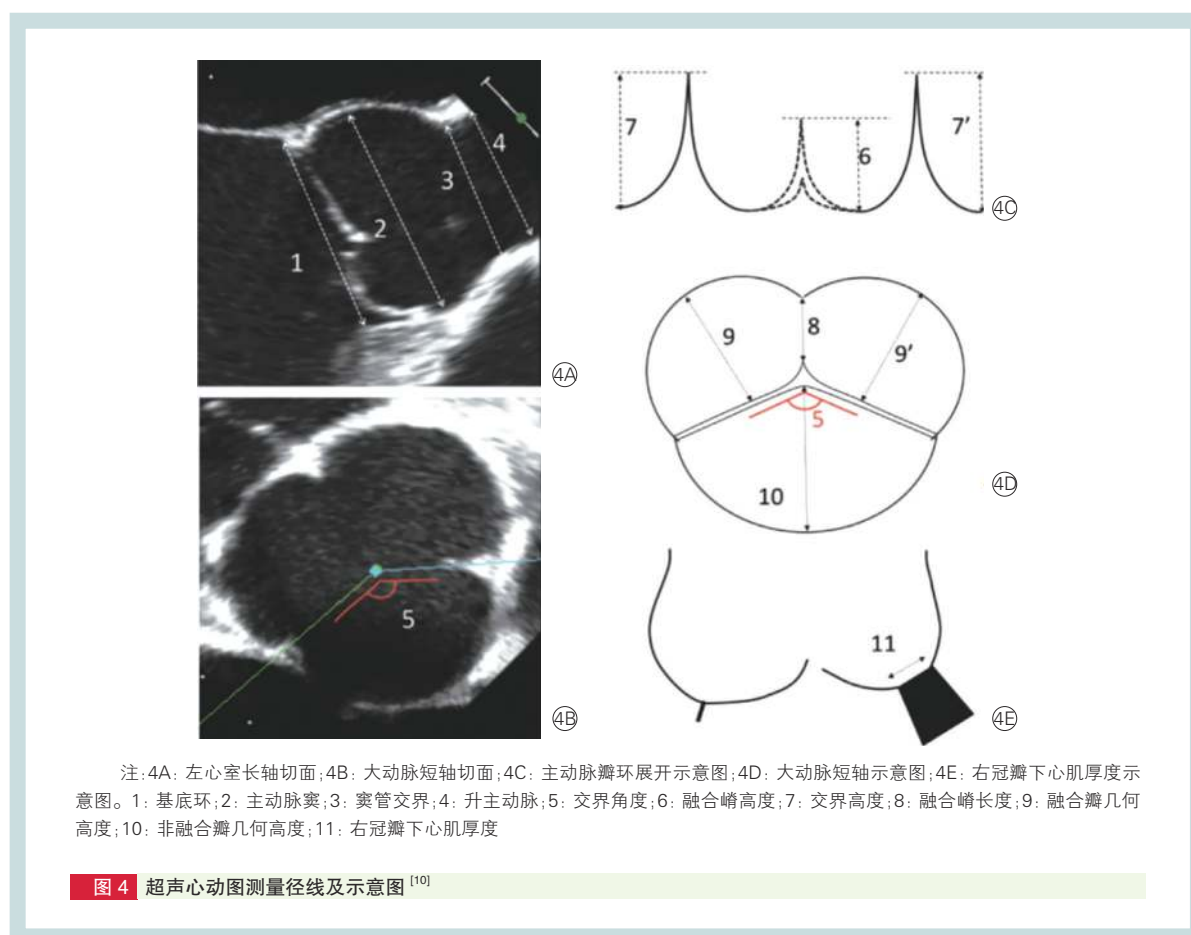 1
2
3
4
4A
5
4B
7
6
7’
4C
9
8
9’
5
10
4D
11
4E
注:4A: 左心室长轴切面;4B: 大动脉短轴切面;4C: 主动脉瓣环展开示意图;4D: 大动脉短轴示意图;4E: 右冠瓣下心肌厚度示
意图。1: 基底环;2: 主动脉窦;3: 窦管交界;4: 升主动脉;5: 交界角度;6: 融合嵴高度;7: 交界高度;8: 融合嵴长度;9: 融合瓣几何
高度;10: 非融合瓣几何高度;11: 右冠瓣下心肌厚度
图 4 超声心动图测量径线及示意图 [10]